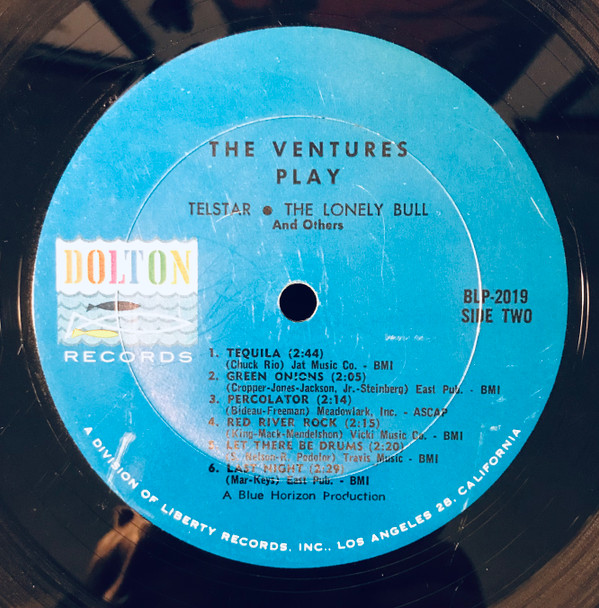 THE VENTURES
PLAY
TELSTAR ● THE LONELY BULL
And Others
DOLTON
RECORDS
BLP-2019
SIDE TWO
1. TEQUILA (2:44)
(Chuck Rio) Jat Music Co. - BMI
2. GREEN ONIONS (2:05)
(Cropper-Jones-Jackson, Jr.-Steinberg) East Pub. - BMI
3. PERCOLATOR (2:14)
(Bideau-Freeman) Meadowlark, Inc. - ASCAP
4. RED RIVER ROCK (2:15)
(King-Mack-Mendelshon) Vicki Music Co. - BMI
5. LET THERE BE DRUMS (2:20)
(S. Nelson-R. Podolor) Travis Music - BMI
6. LAST NIGHT (2:29)
(Mar-Keys) East Pub. - BMI
A Blue Horizon Production
A DIVISION OF LIBERTY RECORDS, INC., LOS ANGELES 28, CALIFORNIA